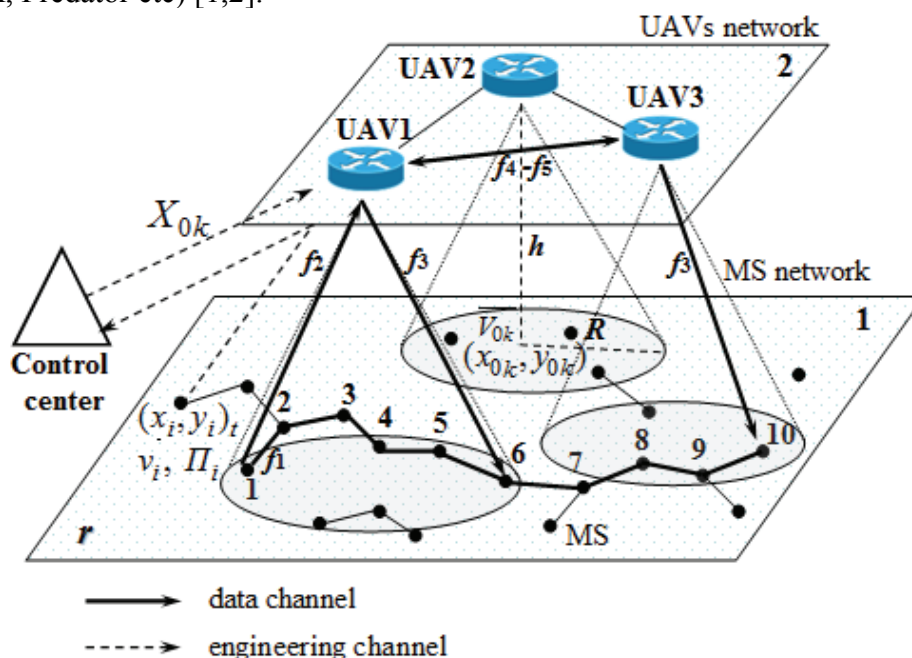 , Predator etc) [1,2].
UAVs network
2
UAV2
UAV3
UAV1
f4 -f5
X0k
f2
f3
h
f3
MS network
1
Control
center
V0k
R
(x0k, y0k)
(xi, yi)t
vi, Пi
f1
1
2
3
4
5
6
7
8
9
10
MS
r
data channel
engineering channel